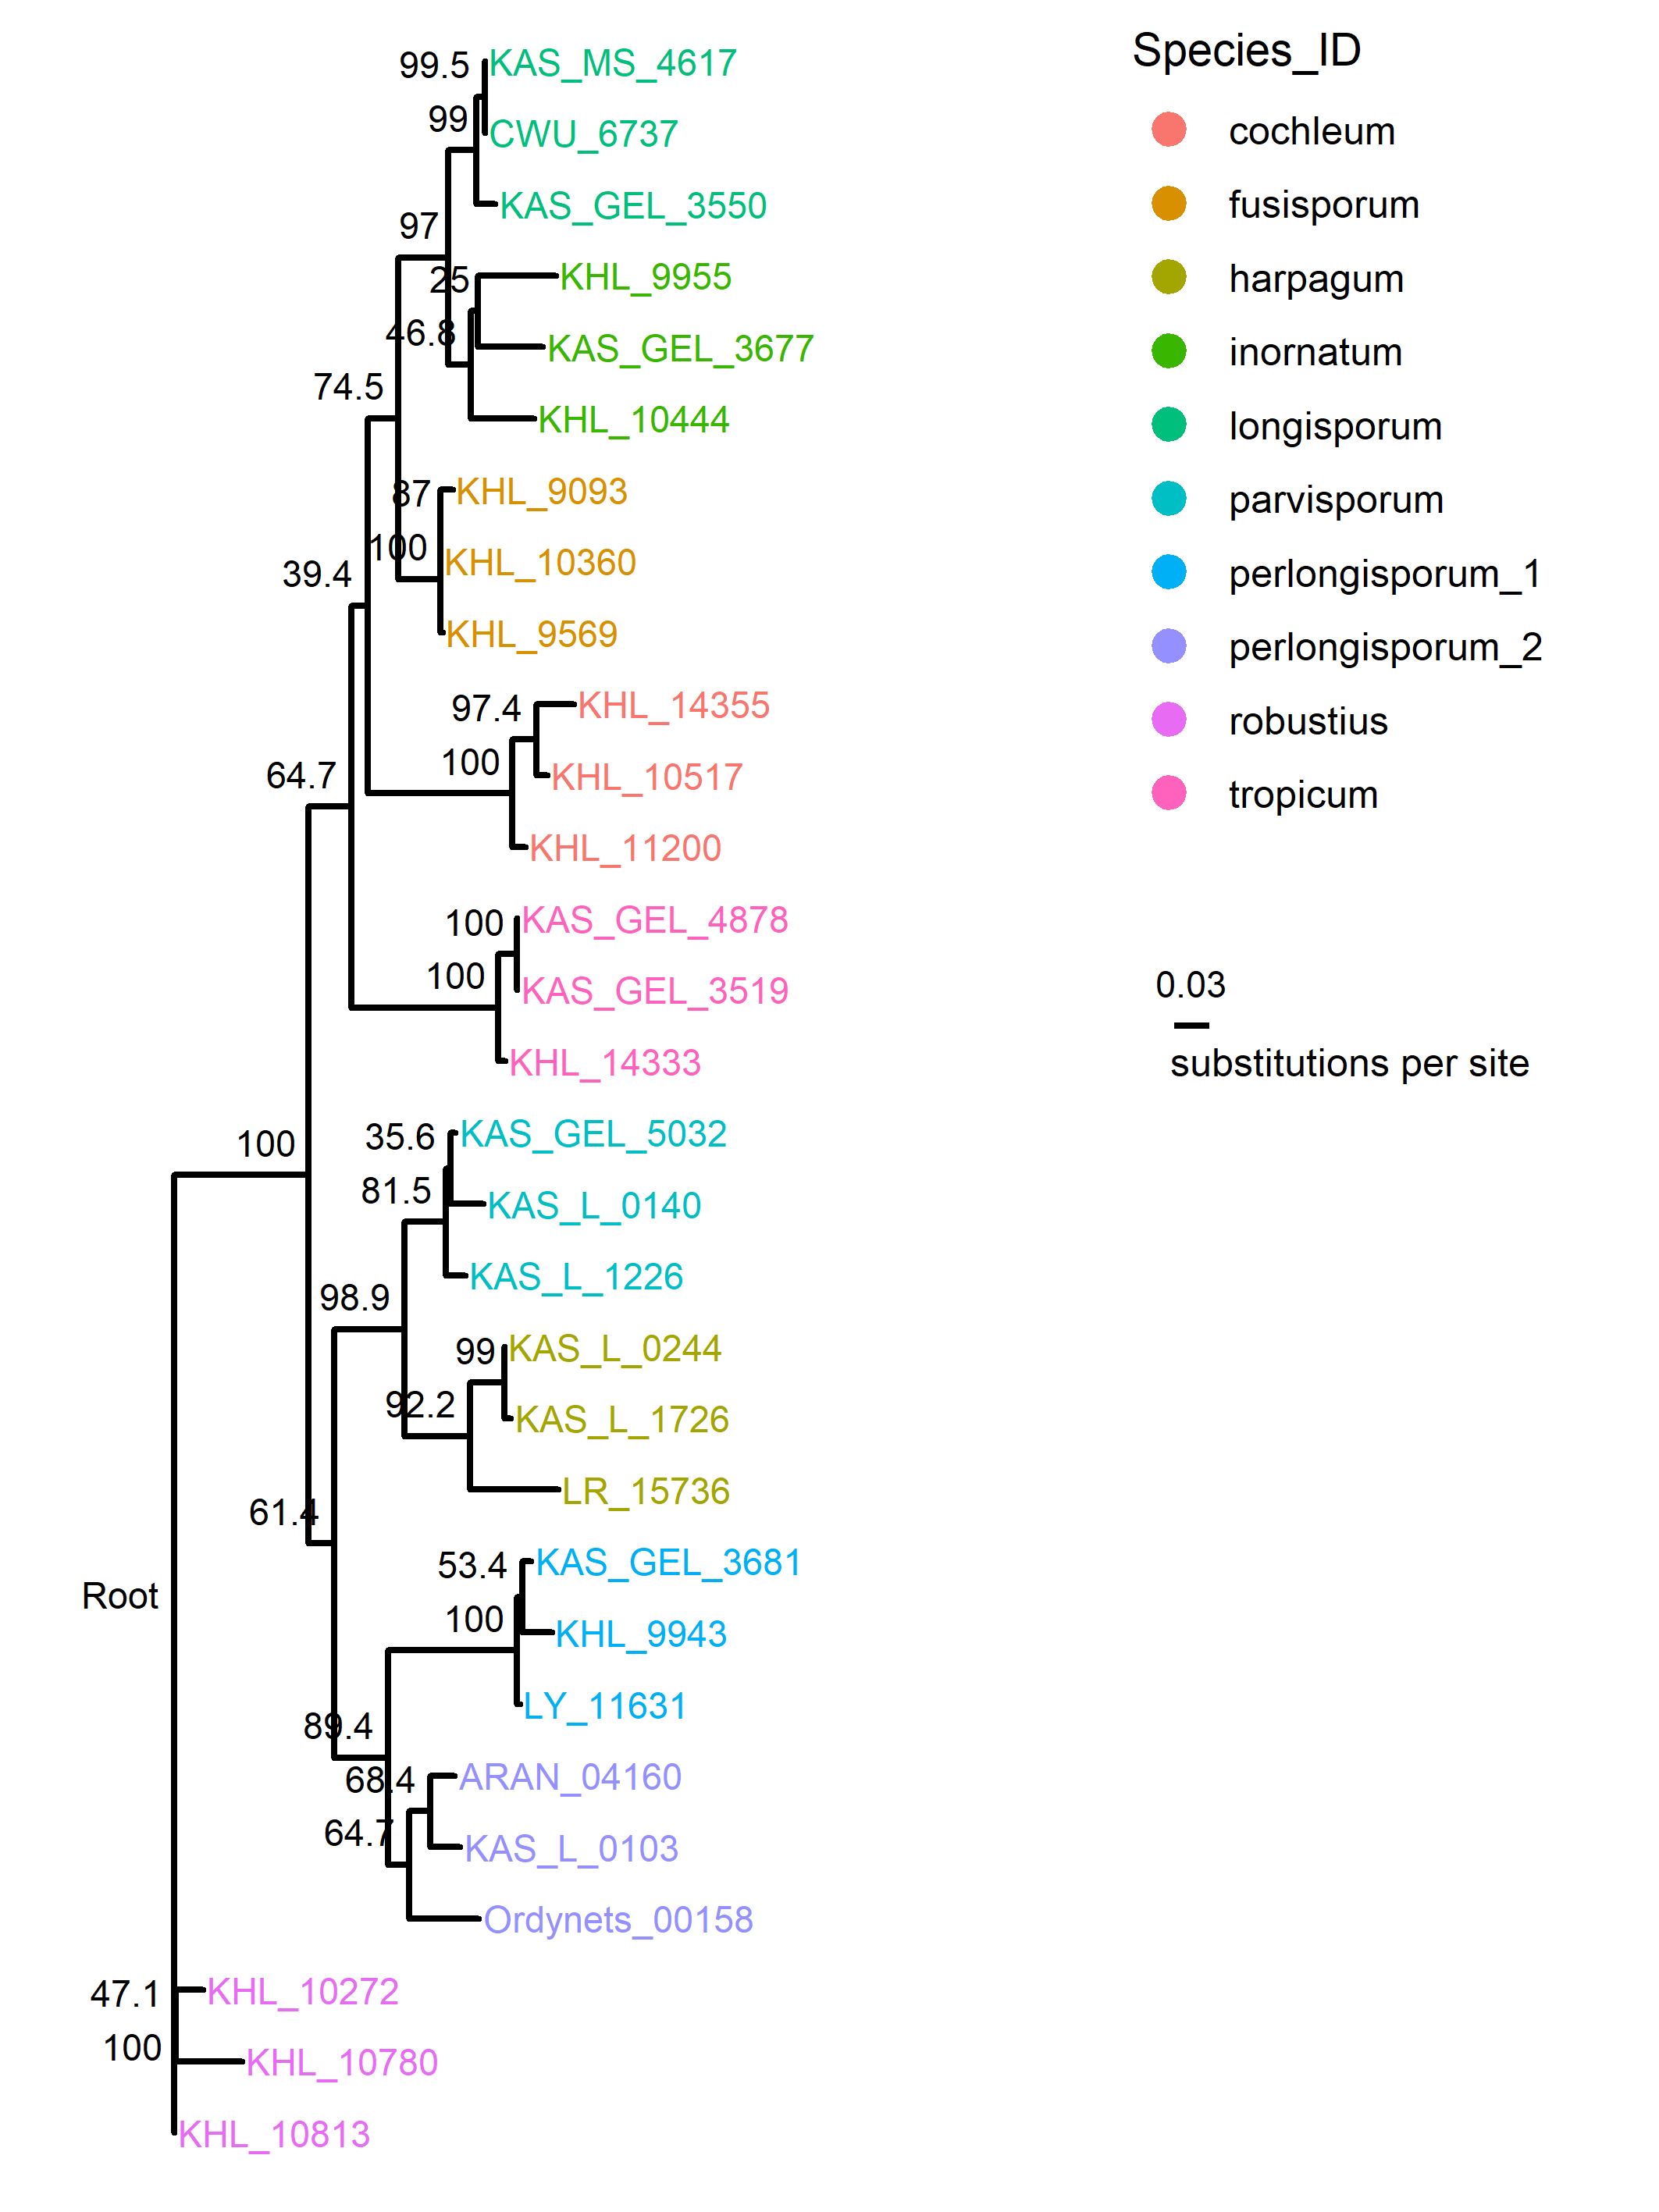 99.5
KAS_MS_4617
99
CWU_6737
KAS_GEL_3550
97
25
KHL_9955
46.8
KAS_GEL_3677
74.5
KHL_10444
87
KHL_9093
100
KHL_10360
39.4
KHL_9569
97.4
KHL_14355
100
KHL_10517
64.7
KHL_11200
100
KAS_GEL_4878
100
KAS_GEL_3519
KHL_14333
100
35.6
KAS_GEL_5032
81.5
KAS_L_0140
KAS_L_1226
98.9
99
KAS_L_0244
92.2
KAS_L_1726
LR_15736
61.4
53.4
KAS_GEL_3681
Root
100
KHL_9943
LY_11631
89.4
68.4
ARAN_04160
64.7
KAS_L_0103
Ordynets_00158
47.1
KHL_10272
100
KHL_10780
KHL_10813
Species_ID
cochleum
fusisporum
harpagum
inornatum
longisporum
parvisporum
perlongisporum_1
perlongisporum_2
robustius
tropicum
0.03
substitutions per site